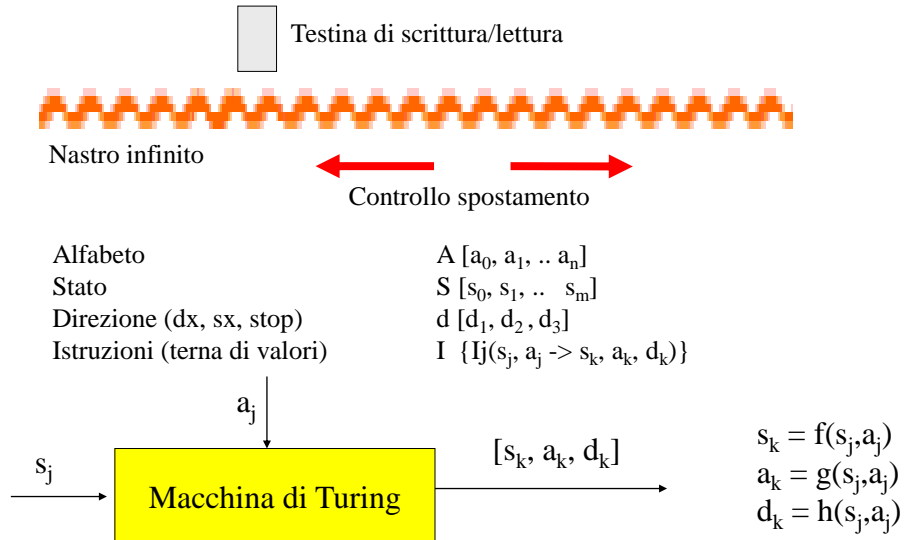 Testina di scrittura/lettura
Nastro infinito
Controllo spostamento
Alfabeto A [a₀, a₁, .. aₙ]
Stato S [s₀, s₁, .. sₘ]
Direzione (dx, sx, stop) d [d₁, d₂ , d₃]
Istruzioni (terna di valori) I {Ij(sⱼ, aⱼ -> sₖ, aₖ, dₖ)}
aⱼ
sⱼ
Macchina di Turing
[sₖ, aₖ, dₖ]
sₖ = f(sⱼ,aⱼ)
aₖ = g(sⱼ,aⱼ)
dₖ = h(sⱼ,aⱼ)